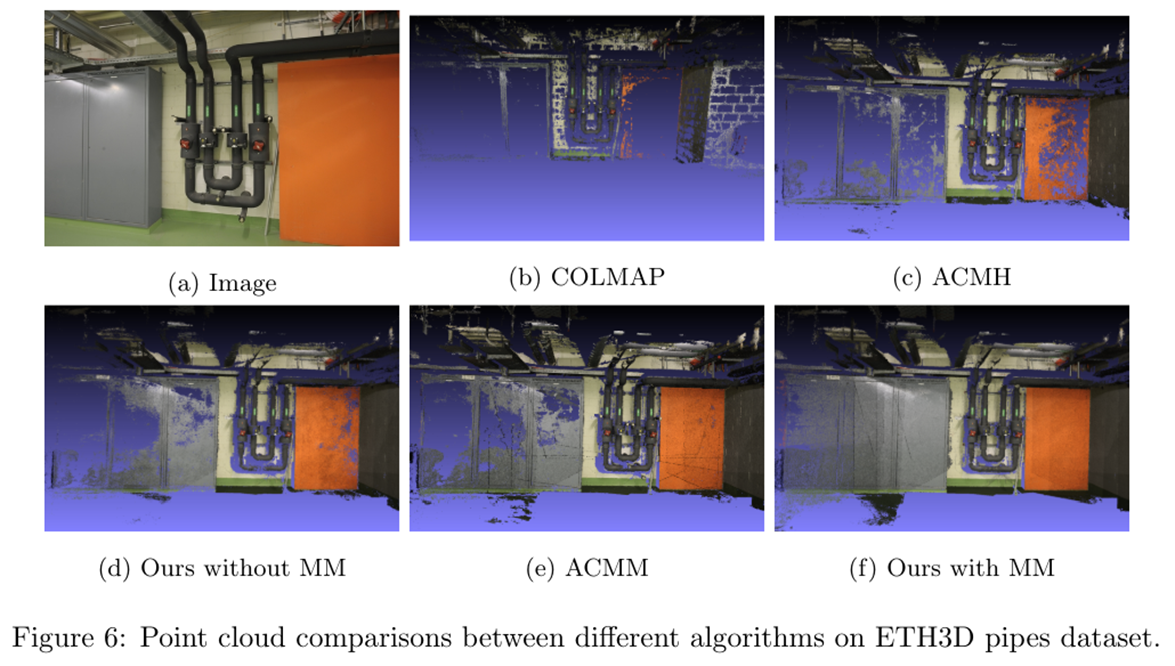 (a) Image
(b) COLMAP
(c) ACMH
(d) Ours without MM
(e) ACMM
(f) Ours with MM
Figure 6: Point cloud comparisons between different algorithms on ETH3D pipes dataset.